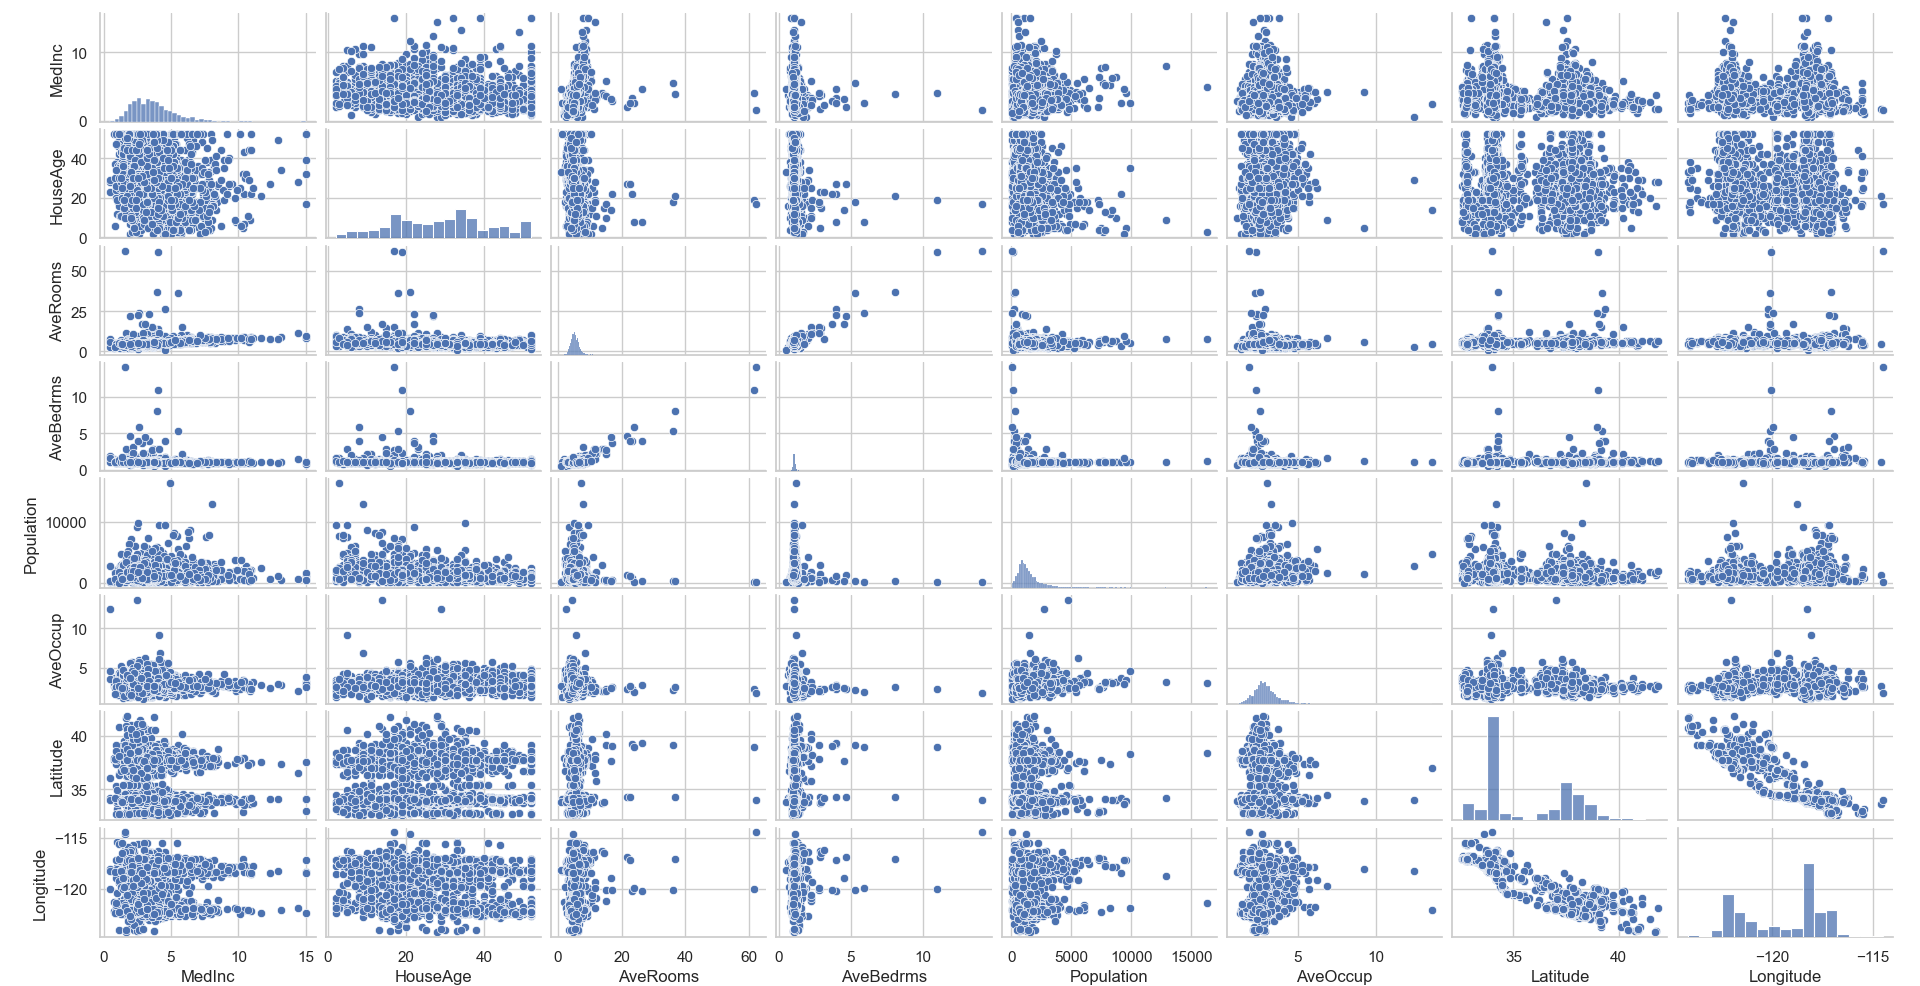 MedInc
10
0
HouseAge
40
20
0
AveRooms
50
25
0
AveBedrms
10
5
0
Population
10000
0
AveOccup
10
5
Latitude
40
35
Longitude
−115
−120
0 5 10 15 0 20 40 0 20 40 60 0 5 10 0 5000 10000 15000 5 10 35 40 −120 −115
MedInc HouseAge AveRooms AveBedrms Population AveOccup Latitude Longitude